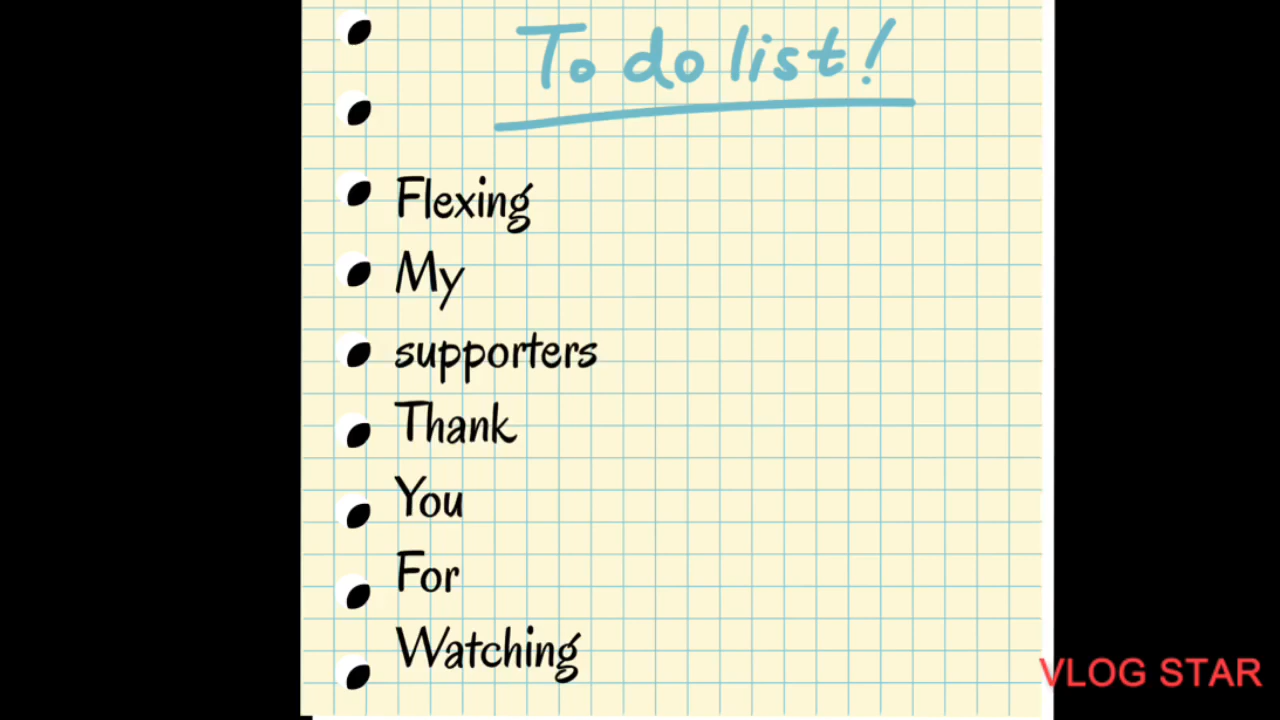 To do list!
Flexing
My
supporters
Thank
You
For
Watching
VLOG STAR